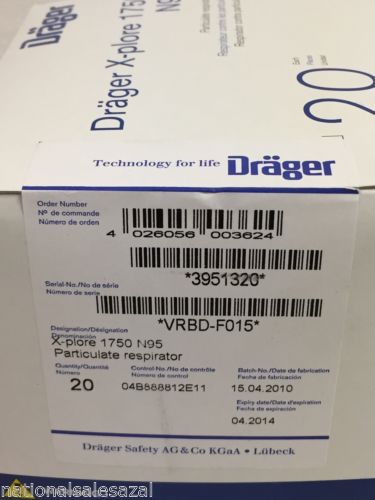 Dräger
Dräger X-plore 1750
N95
Particulate respirator
20
Technology for life Dräger
Order Number
Nº de commande
Número de orden
4 026056 003624
*3951320*
Serial-No./No de série
Número de serie
*VRBD-F015*
Designation/Désignation
Denominación
X-plore 1750 N95
Particulate respirator
Quantity/Quantité
Número
20
Control-No./No de contrôle
Número de control
04B888812E11
Batch-No./Date de fabrication
Fecha de fabricación
15.04.2010
Expiry date/Date d'expiration
Fecha de expiración
04.2014
Dräger Safety AG & Co KGaA • Lübeck
nationalsalesazal